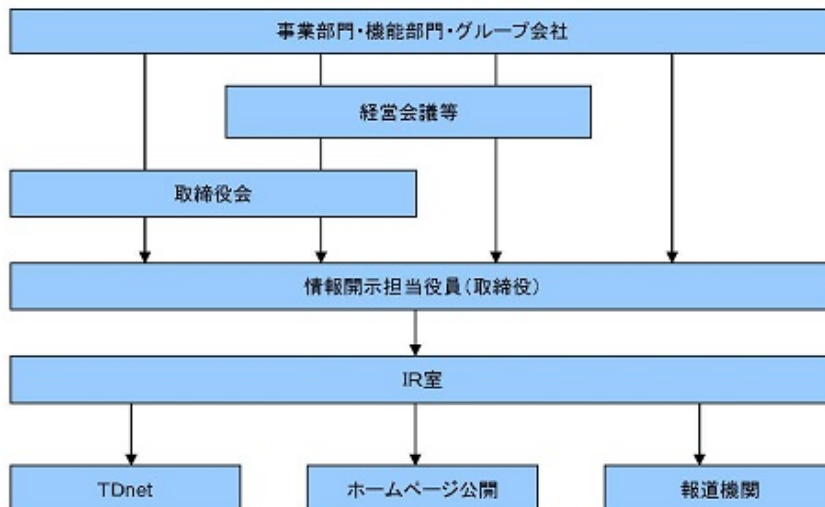 事業部門・機能部門・グループ会社
経営会議等
取締役会
情報開示担当役員(取締役)
IR室
TDnet
ホームページ公開
報道機関